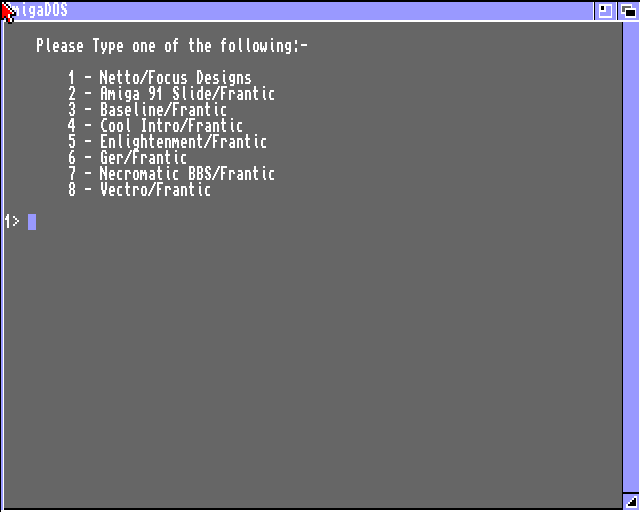 AmigaDOS
Please Type one of the following:-
1 - Netto/Focus Designs
2 - Amiga 91 Slide/Frantic
3 - Baseline/Frantic
4 - Cool Intro/Frantic
5 - Enlightenment/Frantic
6 - Ger/Frantic
7 - Necromatic BBS/Frantic
8 - Vectro/Frantic
1>